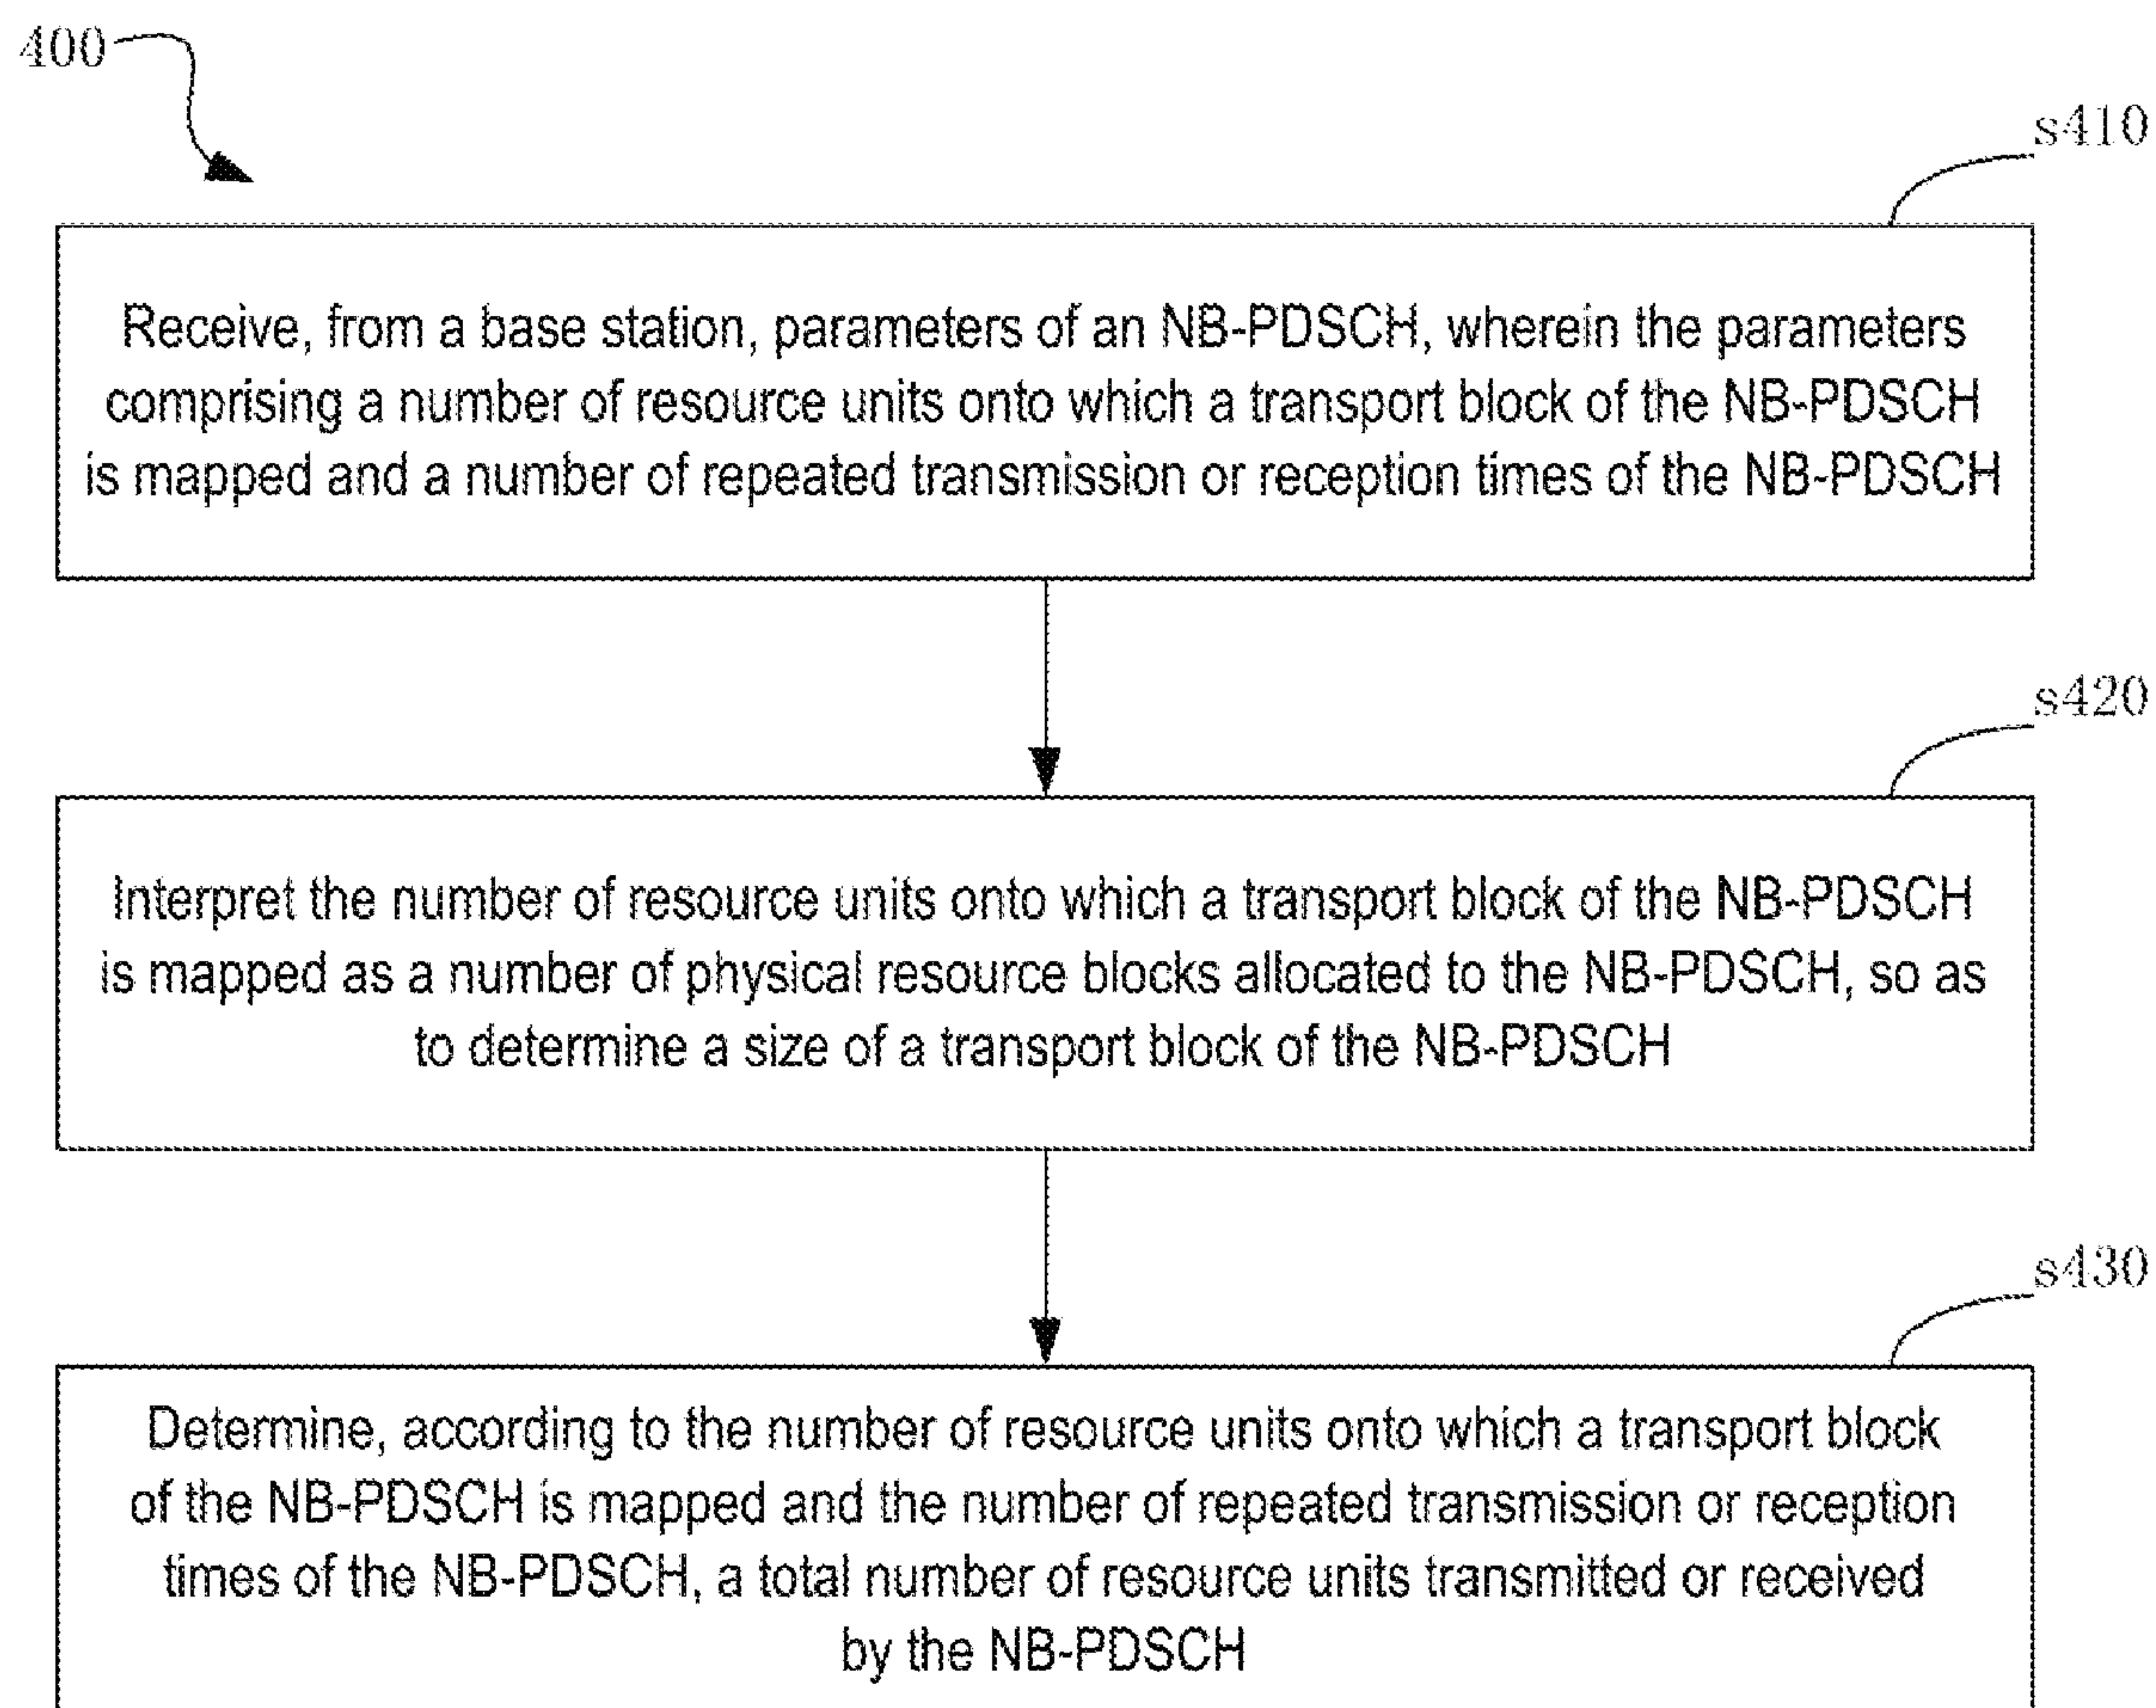 400
s410
Receive, from a base station, parameters of an NB-PDSCH, wherein the parameters
comprising a number of resource units onto which a transport block of the NB-PDSCH
is mapped and a number of repeated transmission or reception times of the NB-PDSCH
s420
Interpret the number of resource units onto which a transport block of the NB-PDSCH
is mapped as a number of physical resource blocks allocated to the NB-PDSCH, so as
to determine a size of a transport block of the NB-PDSCH
s430
Determine, according to the number of resource units onto which a transport block
of the NB-PDSCH is mapped and the number of repeated transmission or reception
times of the NB-PDSCH, a total number of resource units transmitted or received
by the NB-PDSCH